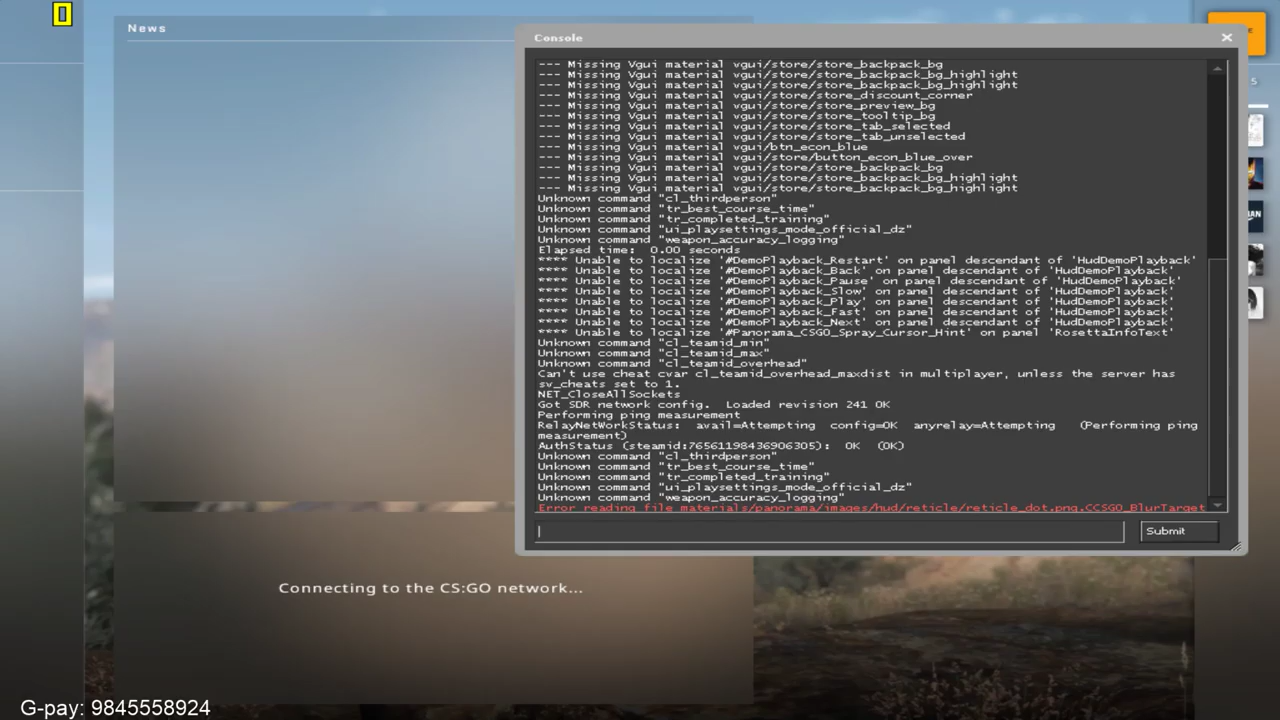 News
Console
--- Missing Vgui material vgui/store/store_backpack_bg
--- Missing Vgui material vgui/store/store_backpack_bg_highlight
--- Missing Vgui material vgui/store/store_backpack_bg_highlight
--- Missing Vgui material vgui/store/store_discount_corner
--- Missing Vgui material vgui/store/store_preview_bg
--- Missing Vgui material vgui/store/store_tooltip_bg
--- Missing Vgui material vgui/store/store_tab_selected
--- Missing Vgui material vgui/store/store_tab_unselected
--- Missing Vgui material vgui/btn_econ_blue
--- Missing Vgui material vgui/store/button_econ_blue_over
--- Missing Vgui material vgui/store/store_backpack_bg
--- Missing Vgui material vgui/store/store_backpack_bg_highlight
--- Missing Vgui material vgui/store/store_backpack_bg_highlight
Unknown command "cl_thirdperson"
Unknown command "tr_best_course_time"
Unknown command "tr_completed_training"
Unknown command "ui_playsettings_mode_official_dz"
Unknown command "weapon_accuracy_logging"
Elapsed time: 0.00 seconds
**** Unable to localize '#DemoPlayback_Restart' on panel descendant of 'HudDemoPlayback'
**** Unable to localize '#DemoPlayback_Back' on panel descendant of 'HudDemoPlayback'
**** Unable to localize '#DemoPlayback_Pause' on panel descendant of 'HudDemoPlayback'
**** Unable to localize '#DemoPlayback_Slow' on panel descendant of 'HudDemoPlayback'
**** Unable to localize '#DemoPlayback_Play' on panel descendant of 'HudDemoPlayback'
**** Unable to localize '#DemoPlayback_Fast' on panel descendant of 'HudDemoPlayback'
**** Unable to localize '#DemoPlayback_Next' on panel descendant of 'HudDemoPlayback'
**** Unable to localize '#Panorama_CSGO_Spray_Cursor_Hint' on panel 'RosettaInfoText'
Unknown command "cl_teamid_min"
Unknown command "cl_teamid_max"
Unknown command "cl_teamid_overhead"
Can't use cheat cvar cl_teamid_overhead_maxdist in multiplayer, unless the server has
sv_cheats set to 1.
NET_CloseAllSockets
Got SDR network config. Loaded revision 241 OK
Performing ping measurement
RelayNetWorkStatus: avail=Attempting config=OK anyrelay=Attempting (Performing ping
measurement)
AuthStatus (steamid:76561198436906305): OK (OK)
Unknown command "cl_thirdperson"
Unknown command "tr_best_course_time"
Unknown command "tr_completed_training"
Unknown command "ui_playsettings_mode_official_dz"
Unknown command "weapon_accuracy_logging"
Error reading file materials/panorama/images/hud/reticle/reticle_dot.png.CCSGO_BlurTarget
Submit
Connecting to the CS:GO network...
G-pay: 9845558924